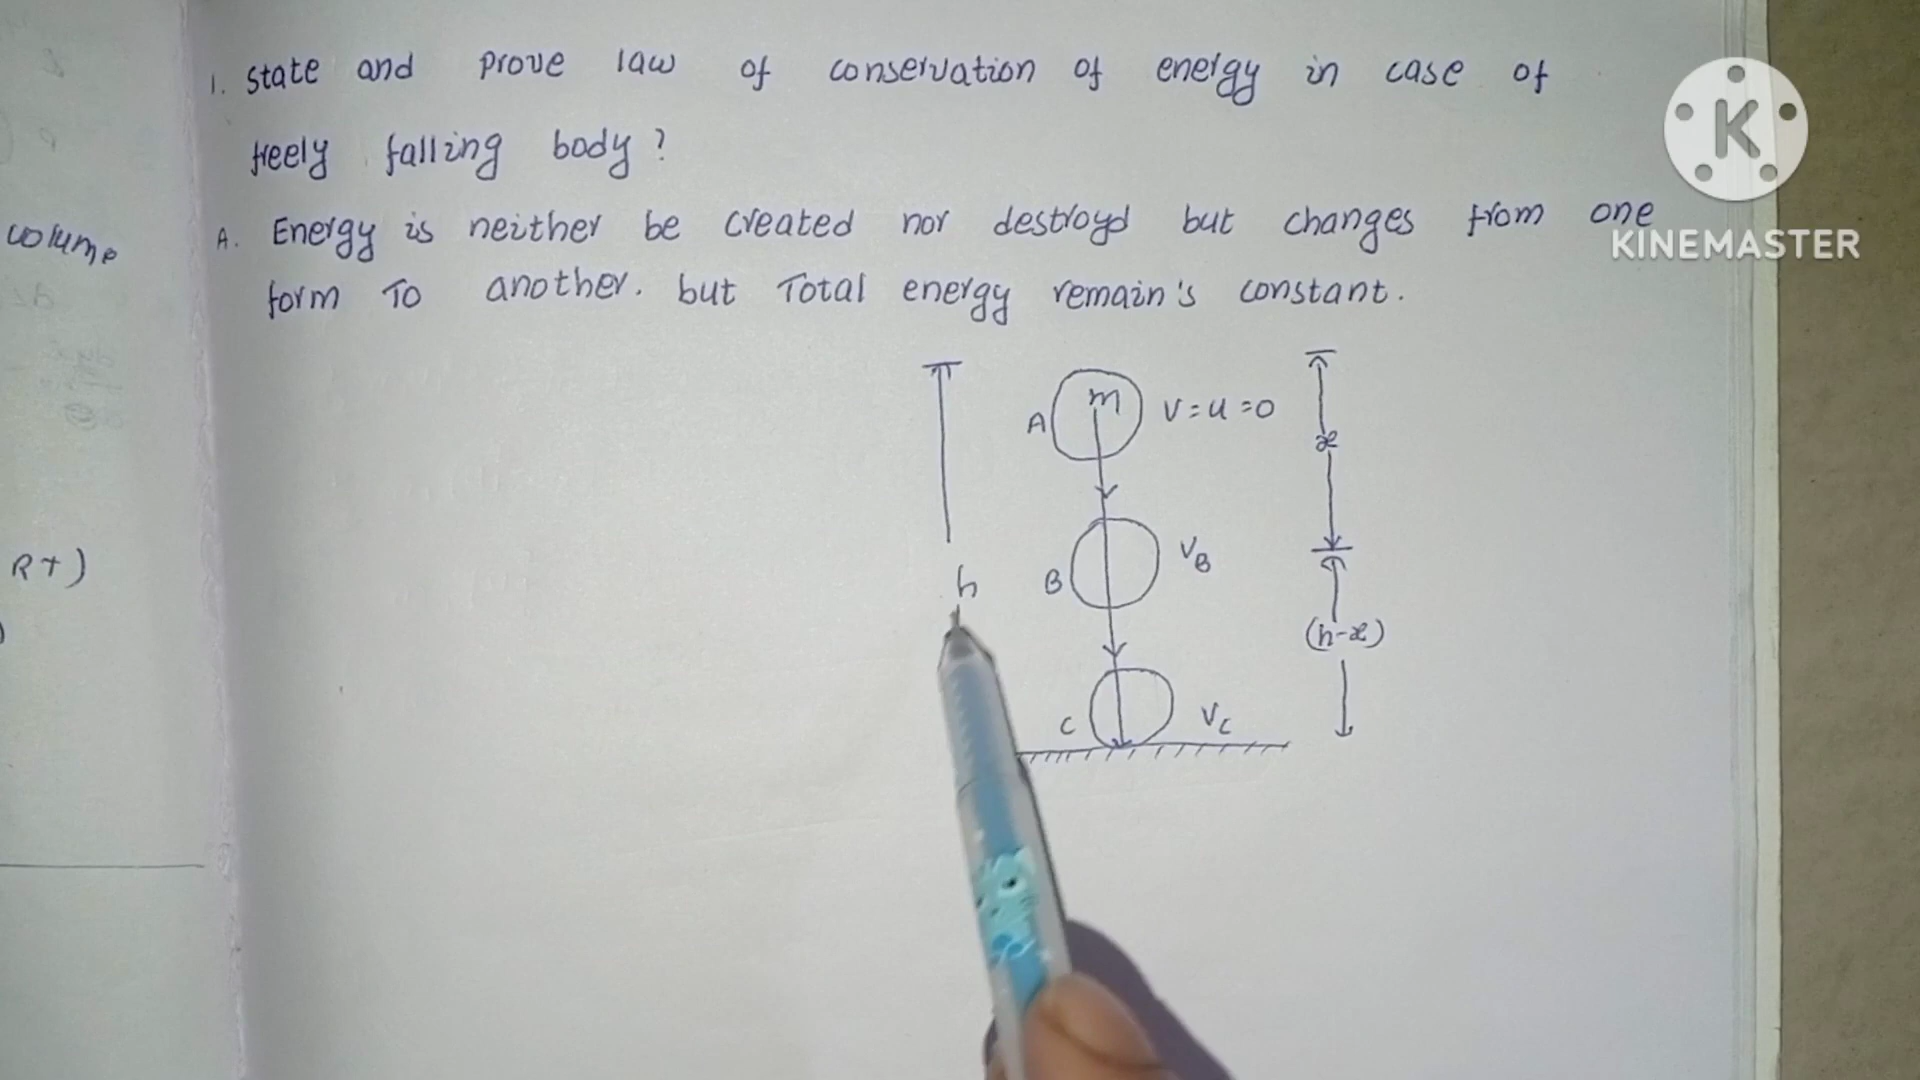 1. state and prove law of conservation of energy in case of
freely falling body?
A. Energy is neither be created nor destroyd but changes from one
form To another. but Total energy remain's constant.
volume
R+)
A m V=u=0
x
h
B VB
(h-x)
C VC
K
KINEMASTER